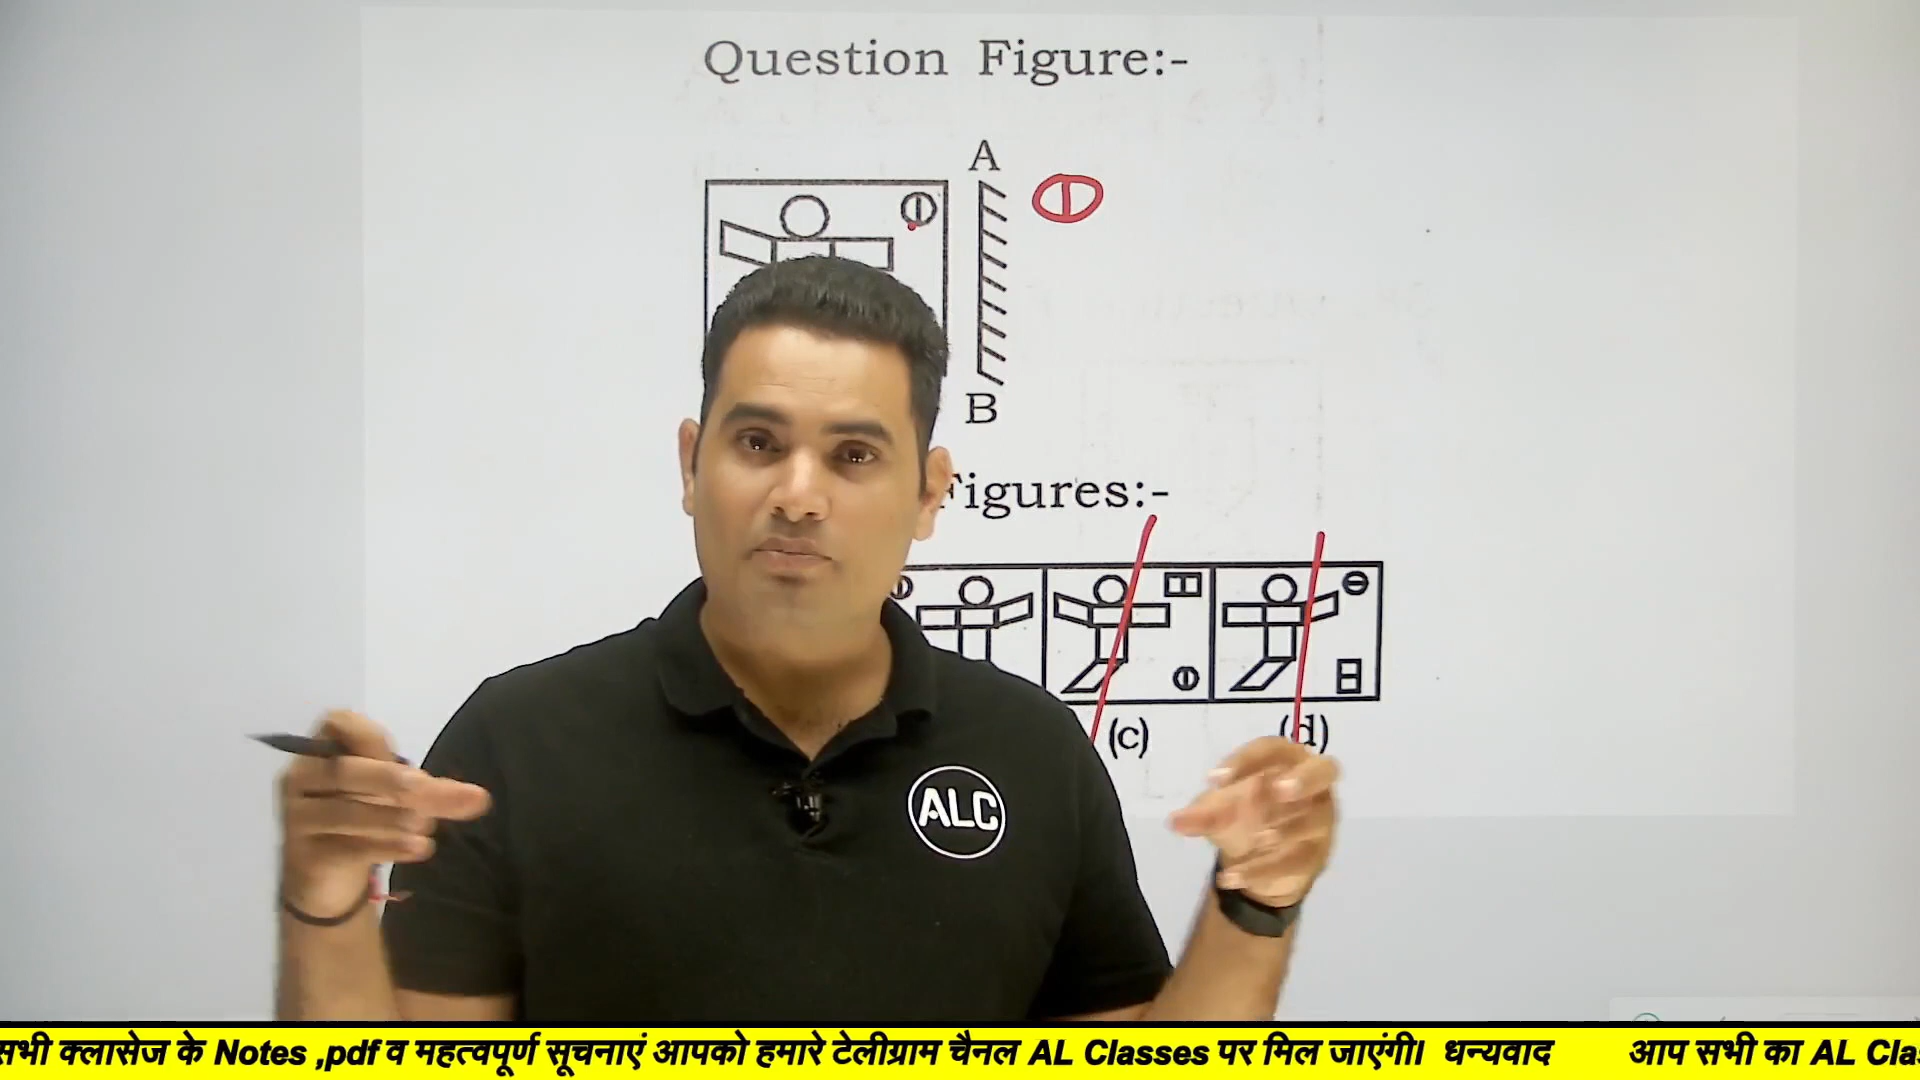 Question Figure:-
A
B
Figures:-
(c)
(d)
ALC
सभी क्लासेज के Notes ,pdf व महत्वपूर्ण सूचनाएं आपको हमारे टेलीग्राम चैनल AL Classes पर मिल जाएंगी। धन्यवाद आप सभी का AL